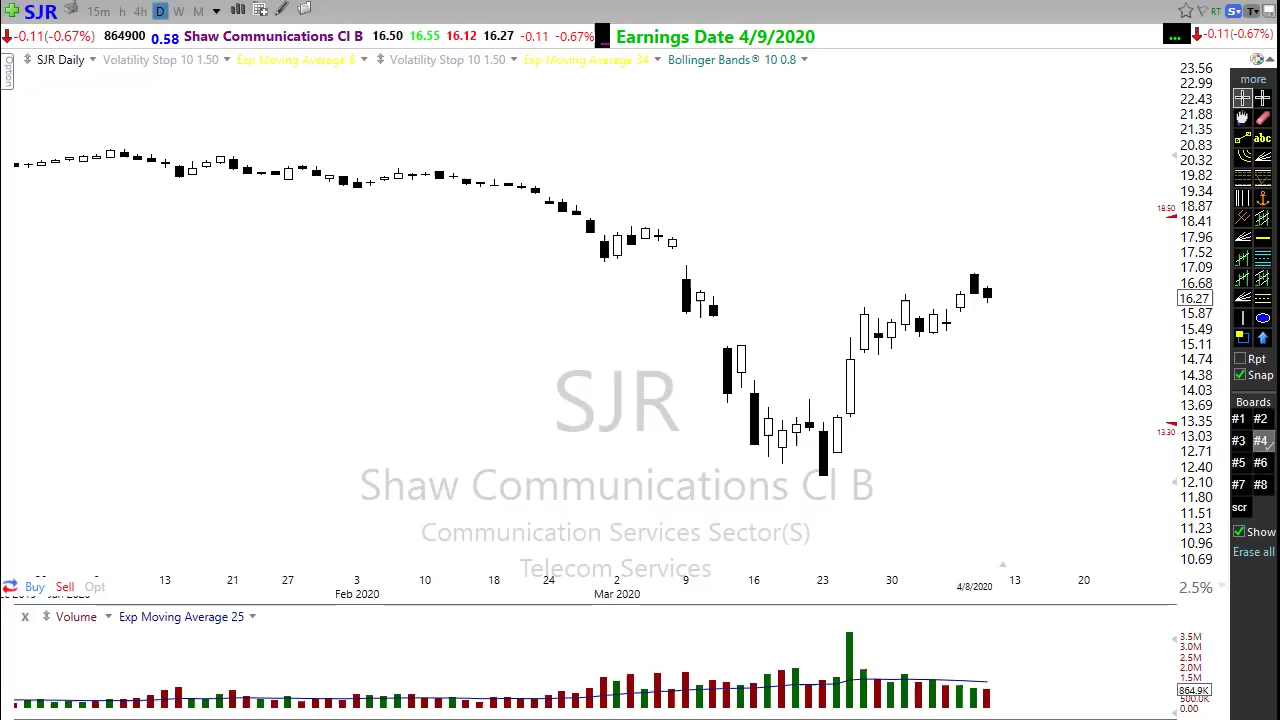 SJR 15m h 4h D W M RT S T
-0.11(-0.67%) 864900 0.58 Shaw Communications Cl B 16.50 16.55 16.12 16.27 -0.11 -0.67% Earnings Date 4/9/2020 ... -0.11(-0.67%)
Option
SJR Daily Volatility Stop 10 1.50 Exp Moving Average 8 Volatility Stop 10 1.50 Exp Moving Average 34 Bollinger Bands® 10 0.8
23.56
22.99
22.43
21.88
21.35
20.83
20.32
19.82
19.34
18.87
18.50
18.41
17.96
17.52
17.09
16.68
16.27
15.87
15.49
15.11
14.74
14.38
14.03
13.69
13.35
13.30
13.03
12.71
12.40
12.10
11.80
11.51
11.23
10.96
10.69
2.5%
more
abc
Rpt
Snap
Boards
#1 #2
#3 #4
#5 #6
#7 #8
scr
Show
Erase all
SJR
Shaw Communications Cl B
Communication Services Sector(S)
Telecom Services
13 21 27 3 10 18 24 2 9 16 23 30 4/8/2020 13 20
Buy Sell Opt
Feb 2020 Mar 2020
X Volume Exp Moving Average 25
3.5M
3.0M
2.5M
2.0M
1.5M
864.9K
500.0K
0.00